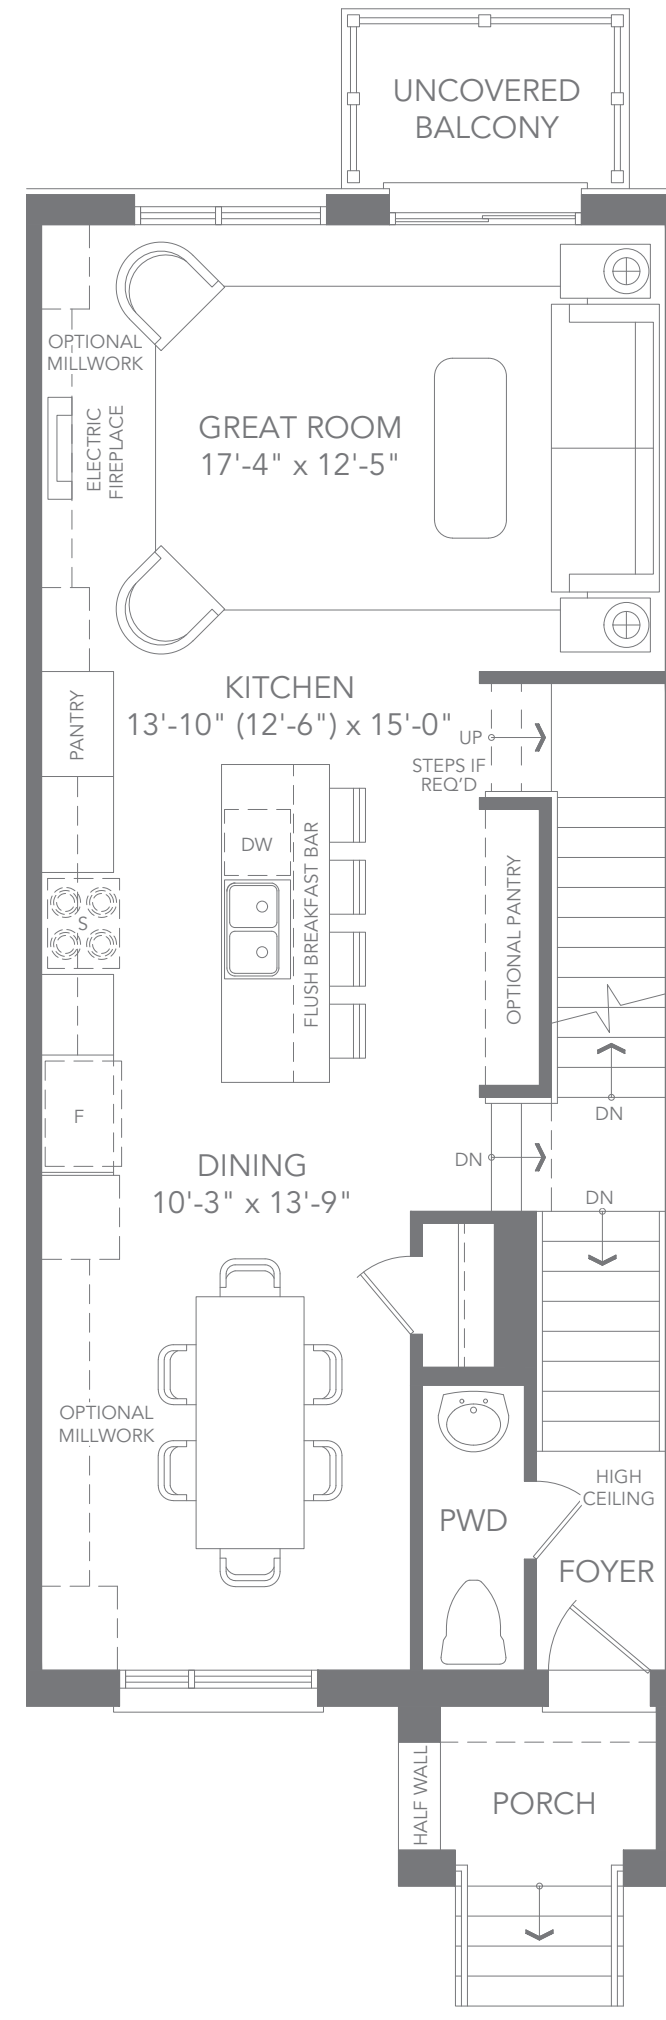 UNCOVERED
BALCONY
OPTIONAL
MILLWORK
ELECTRIC
FIREPLACE
GREAT ROOM
17'-4" x 12'-5"
KITCHEN
13'-10" (12'-6") x 15'-0"
PANTRY
UP
STEPS IF
REQ'D
DW
FLUSH BREAKFAST BAR
S
OPTIONAL PANTRY
F
DN
DINING
10'-3" x 13'-9"
DN
DN
OPTIONAL
MILLWORK
HIGH
CEILING
PWD
FOYER
HALF WALL
PORCH